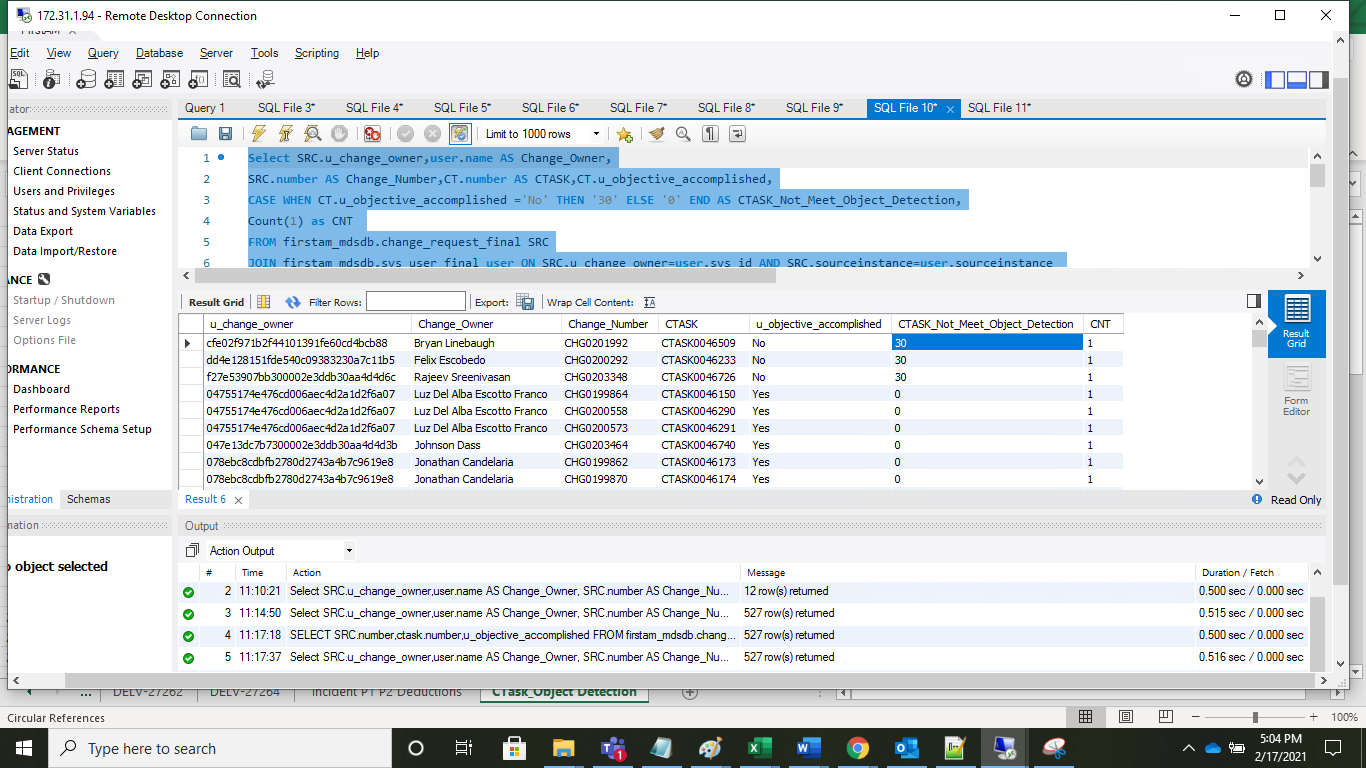 172.31.1.94 - Remote Desktop Connection
Edit View Query Database Server Tools Scripting Help
Query 1 SQL File 3* SQL File 4* SQL File 5* SQL File 6* SQL File 7* SQL File 8* SQL File 9* SQL File 10* SQL File 11*
Limit to 1000 rows
AGEMENT
Server Status
Client Connections
Users and Privileges
Status and System Variables
Data Export
Data Import/Restore
NCE
Startup / Shutdown
Server Logs
Options File
ORMANCE
Dashboard
Performance Reports
Performance Schema Setup
nistration Schemas
mation
o object selected
1 Select SRC.u_change_owner,user.name AS Change_Owner,
2 SRC.number AS Change_Number,CT.number AS CTASK,CT.u_objective_accomplished,
3 CASE WHEN CT.u_objective_accomplished ='No' THEN '30' ELSE '0' END AS CTASK_Not_Meet_Object_Detection,
4 Count(1) as CNT
5 FROM firstam_mdsdb.change_request_final SRC
6 JOIN firstam_mdsdb.sys_user_final user ON SRC.u_change_owner=user.sys_id AND SRC.sourceinstance=user.sourceinstance
Result Grid Filter Rows: Export: Wrap Cell Content:
u_change_owner Change_Owner Change_Number CTASK u_objective_accomplished CTASK_Not_Meet_Object_Detection CNT
cfe02f971b2f44101391fe60cd4bcb88 Bryan Linebaugh CHG0201992 CTASK0046509 No 30 1
dd4e128151fde540c09383230a7c11b5 Felix Escobedo CHG0200292 CTASK0046233 No 30 1
f27e53907bb300002e3ddb30aa4d4d6c Rajeev Sreenivasan CHG0203348 CTASK0046726 No 30 1
04755174e476cd006aec4d2a1d2f6a07 Luz Del Alba Escotto Franco CHG0199864 CTASK0046150 Yes 0 1
04755174e476cd006aec4d2a1d2f6a07 Luz Del Alba Escotto Franco CHG0200558 CTASK0046290 Yes 0 1
04755174e476cd006aec4d2a1d2f6a07 Luz Del Alba Escotto Franco CHG0200573 CTASK0046291 Yes 0 1
047e13dc7b7300002e3ddb30aa4d4d3b Johnson Dass CHG0203464 CTASK0046740 Yes 0 1
078ebc8cdbfb2780d2743a4b7c9619e8 Jonathan Candelaria CHG0199862 CTASK0046173 Yes 0 1
078ebc8cdbfb2780d2743a4b7c9619e8 Jonathan Candelaria CHG0199870 CTASK0046174 Yes 0 1
Result Grid
Form Editor
Result 6
Read Only
Output
Action Output
# Time Action Message Duration / Fetch
2 11:10:21 Select SRC.u_change_owner,user.name AS Change_Owner, SRC.number AS Change_Nu... 12 row(s) returned 0.500 sec / 0.000 sec
3 11:14:50 Select SRC.u_change_owner,user.name AS Change_Owner, SRC.number AS Change_Nu... 527 row(s) returned 0.515 sec / 0.000 sec
4 11:17:18 SELECT SRC.number,ctask.number,u_objective_accomplished FROM firstam_mdsdb.chang... 527 row(s) returned 0.500 sec / 0.000 sec
5 11:17:37 Select SRC.u_change_owner,user.name AS Change_Owner, SRC.number AS Change_Nu... 527 row(s) returned 0.516 sec / 0.000 sec
... DELV-27262 DELV-27264 Incident P1 P2 Deductions CTask_Object Detection
Circular References 100%
Type here to search
5:04 PM
2/17/2021